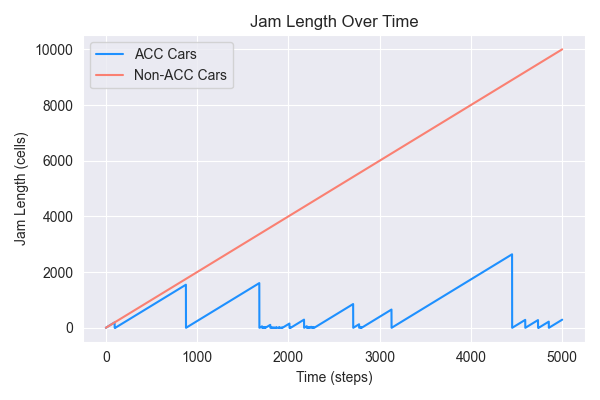 Jam Length Over Time
ACC Cars
Non-ACC Cars
Jam Length (cells)
10000
8000
6000
4000
2000
0
0 1000 2000 3000 4000 5000
Time (steps)